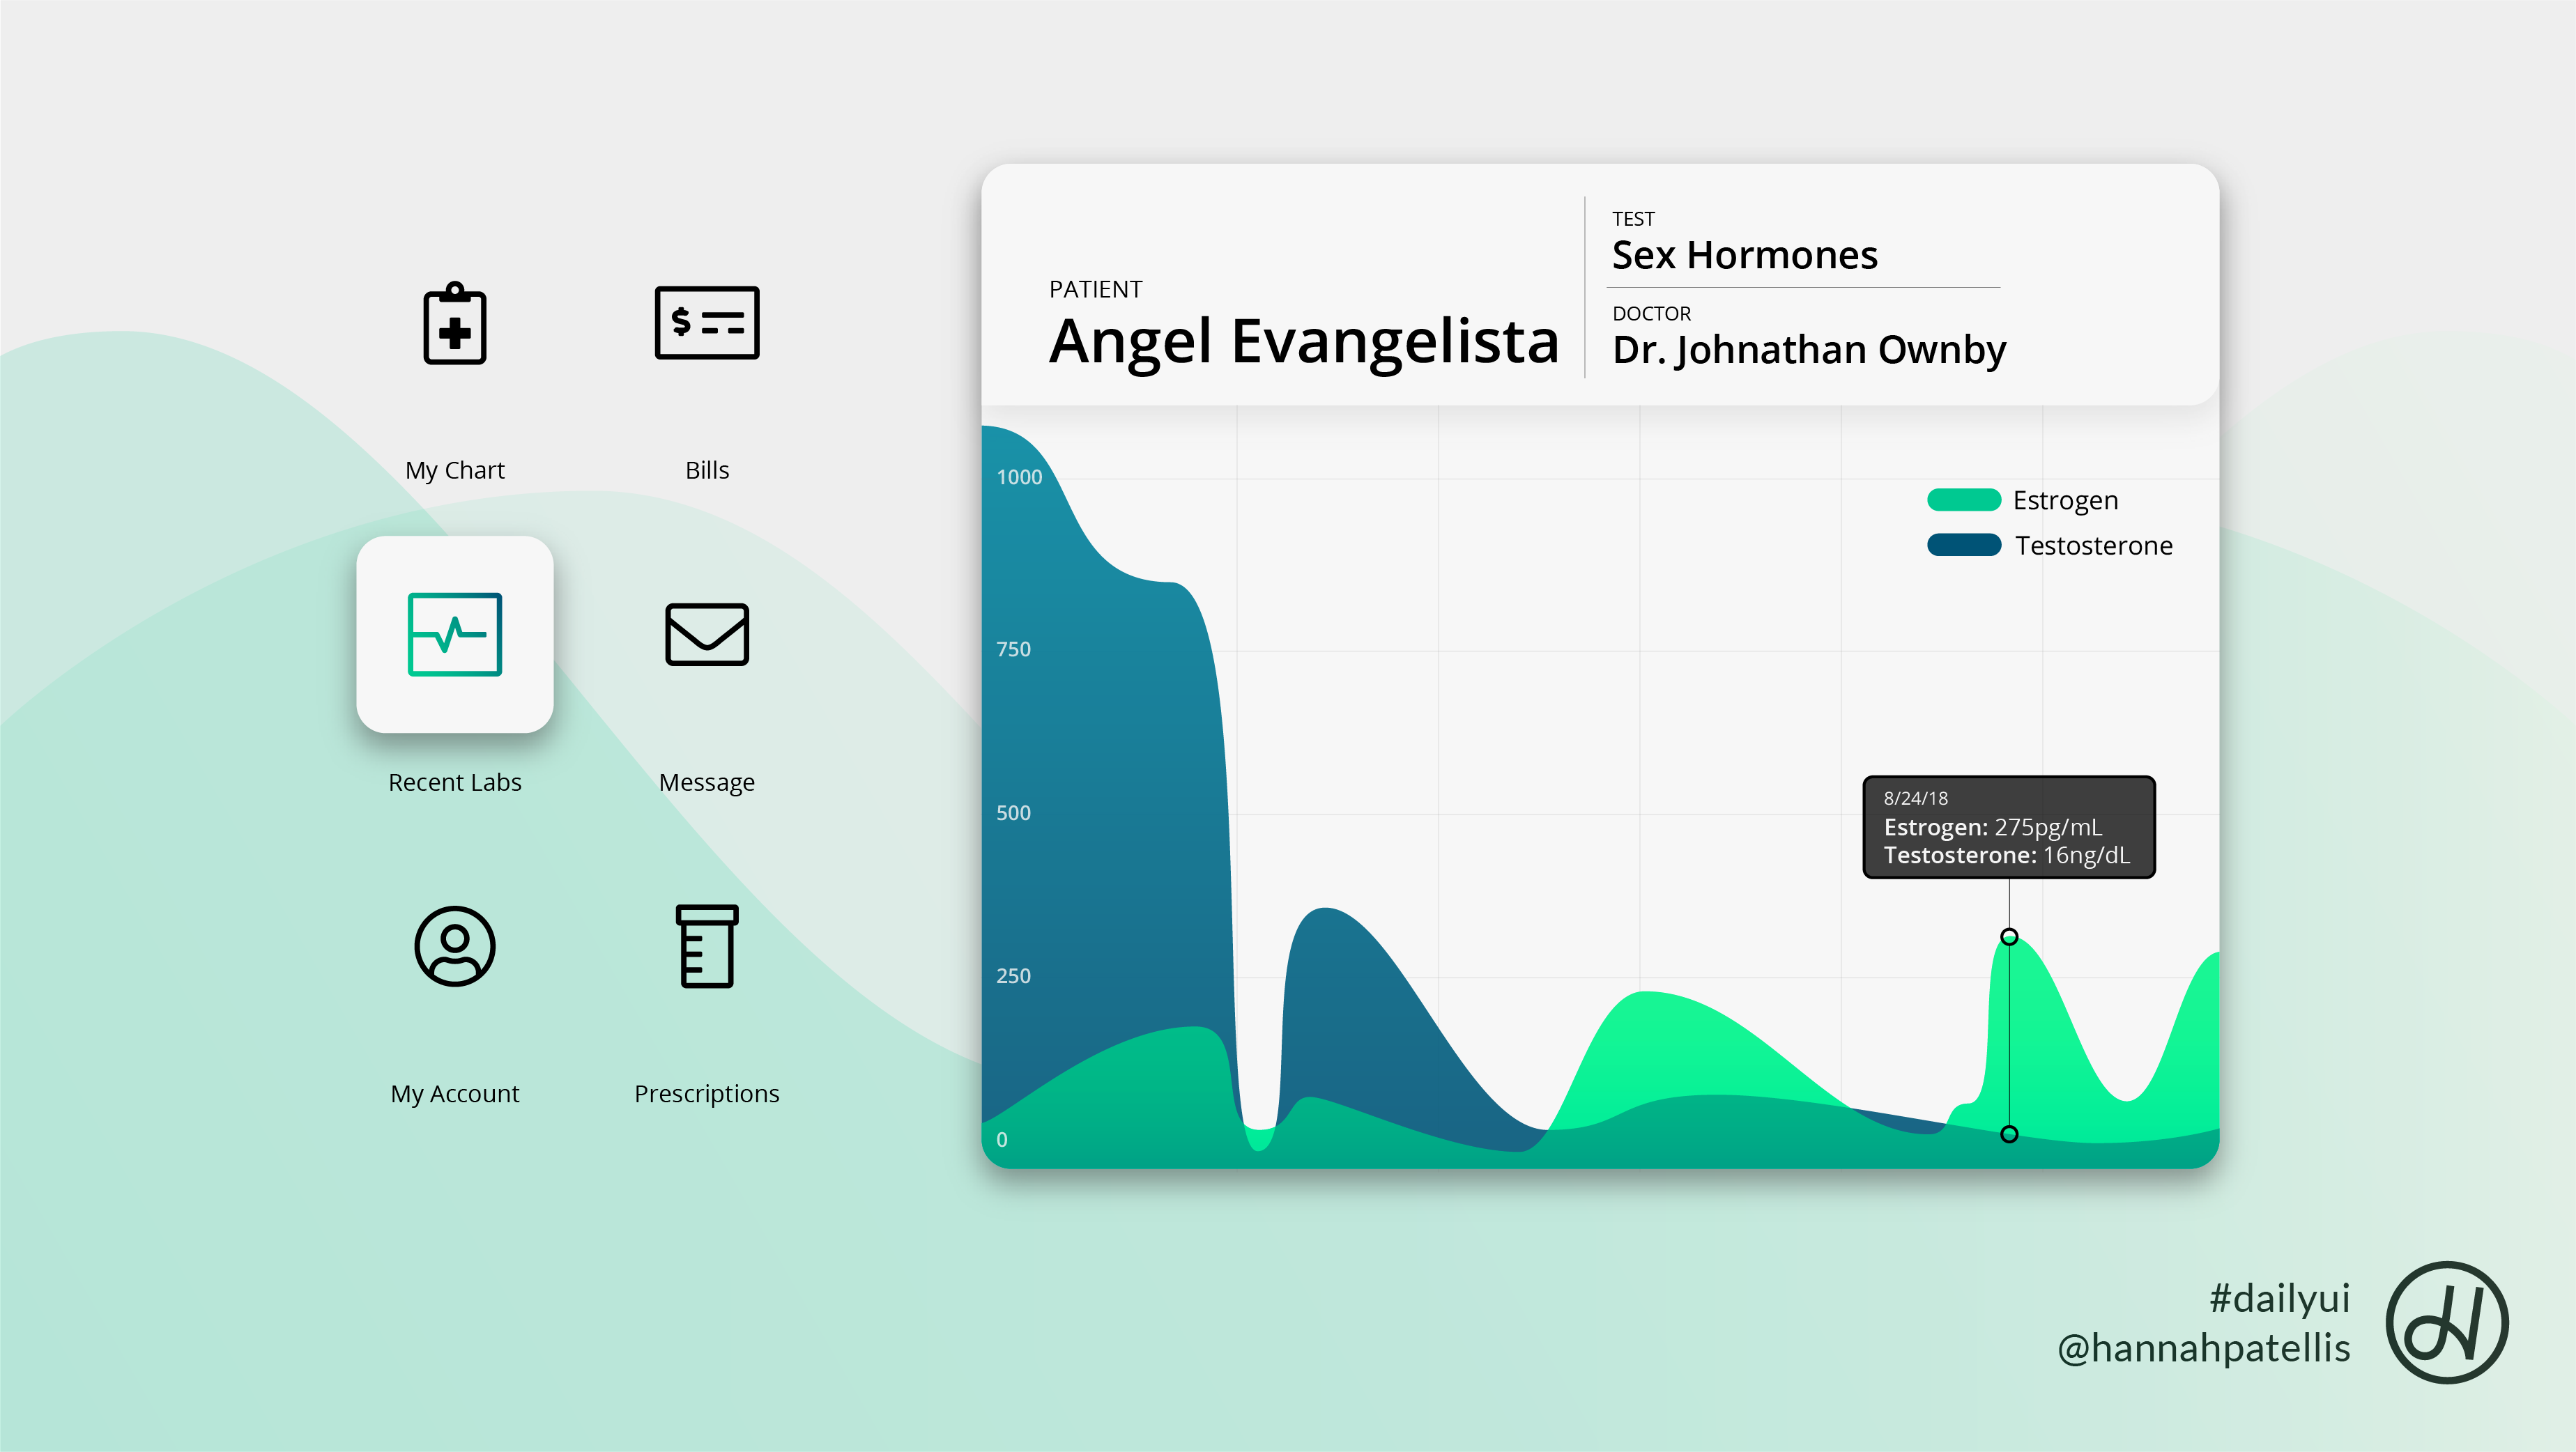 My Chart
Bills
Recent Labs
Message
My Account
Prescriptions
PATIENT
Angel Evangelista
TEST
Sex Hormones
DOCTOR
Dr. Johnathan Ownby
1000
750
500
250
0
Estrogen
Testosterone
8/24/18
Estrogen: 275pg/mL
Testosterone: 16ng/dL
#dailyui
@hannahpatellis
H